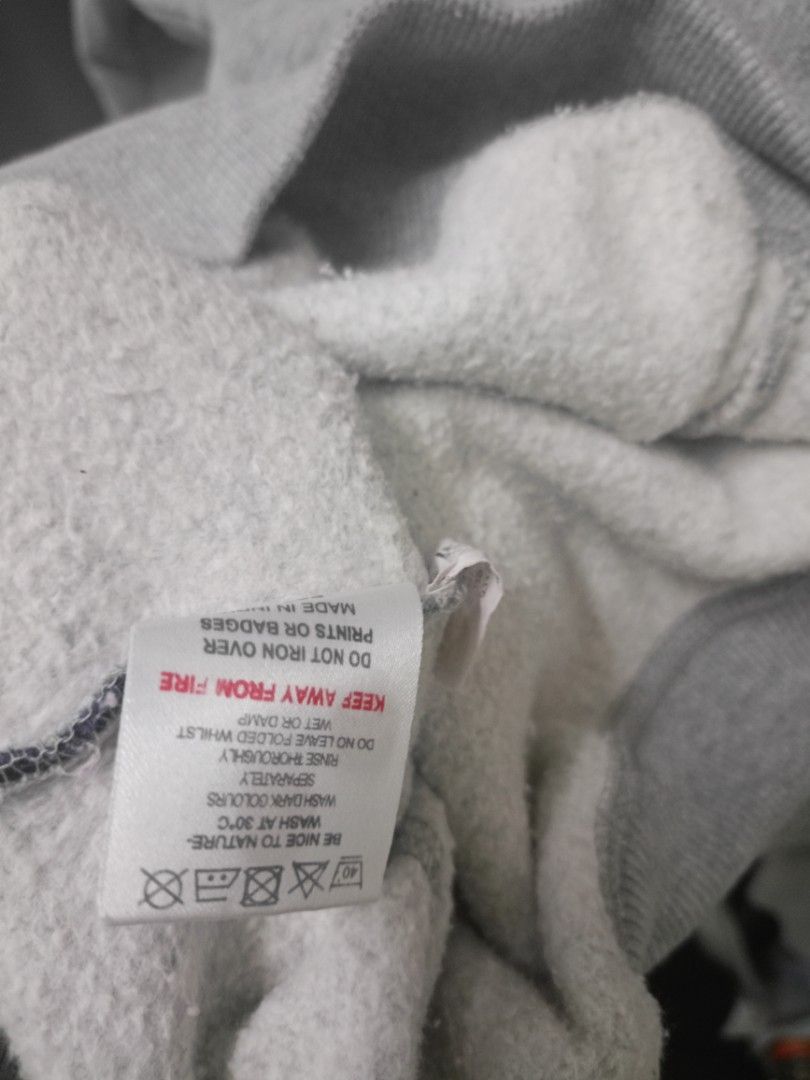 40°
BE NICE TO NATURE-
WASH AT 30°C
WASH DARK COLOURS
SEPARATELY
RINSE THOROUGHLY
DO NO LEAVE FOLDED WHILST
WET OR DAMP
KEEP AWAY FROM FIRE
DO NOT IRON OVER
PRINTS OR BADGES
MADE IN